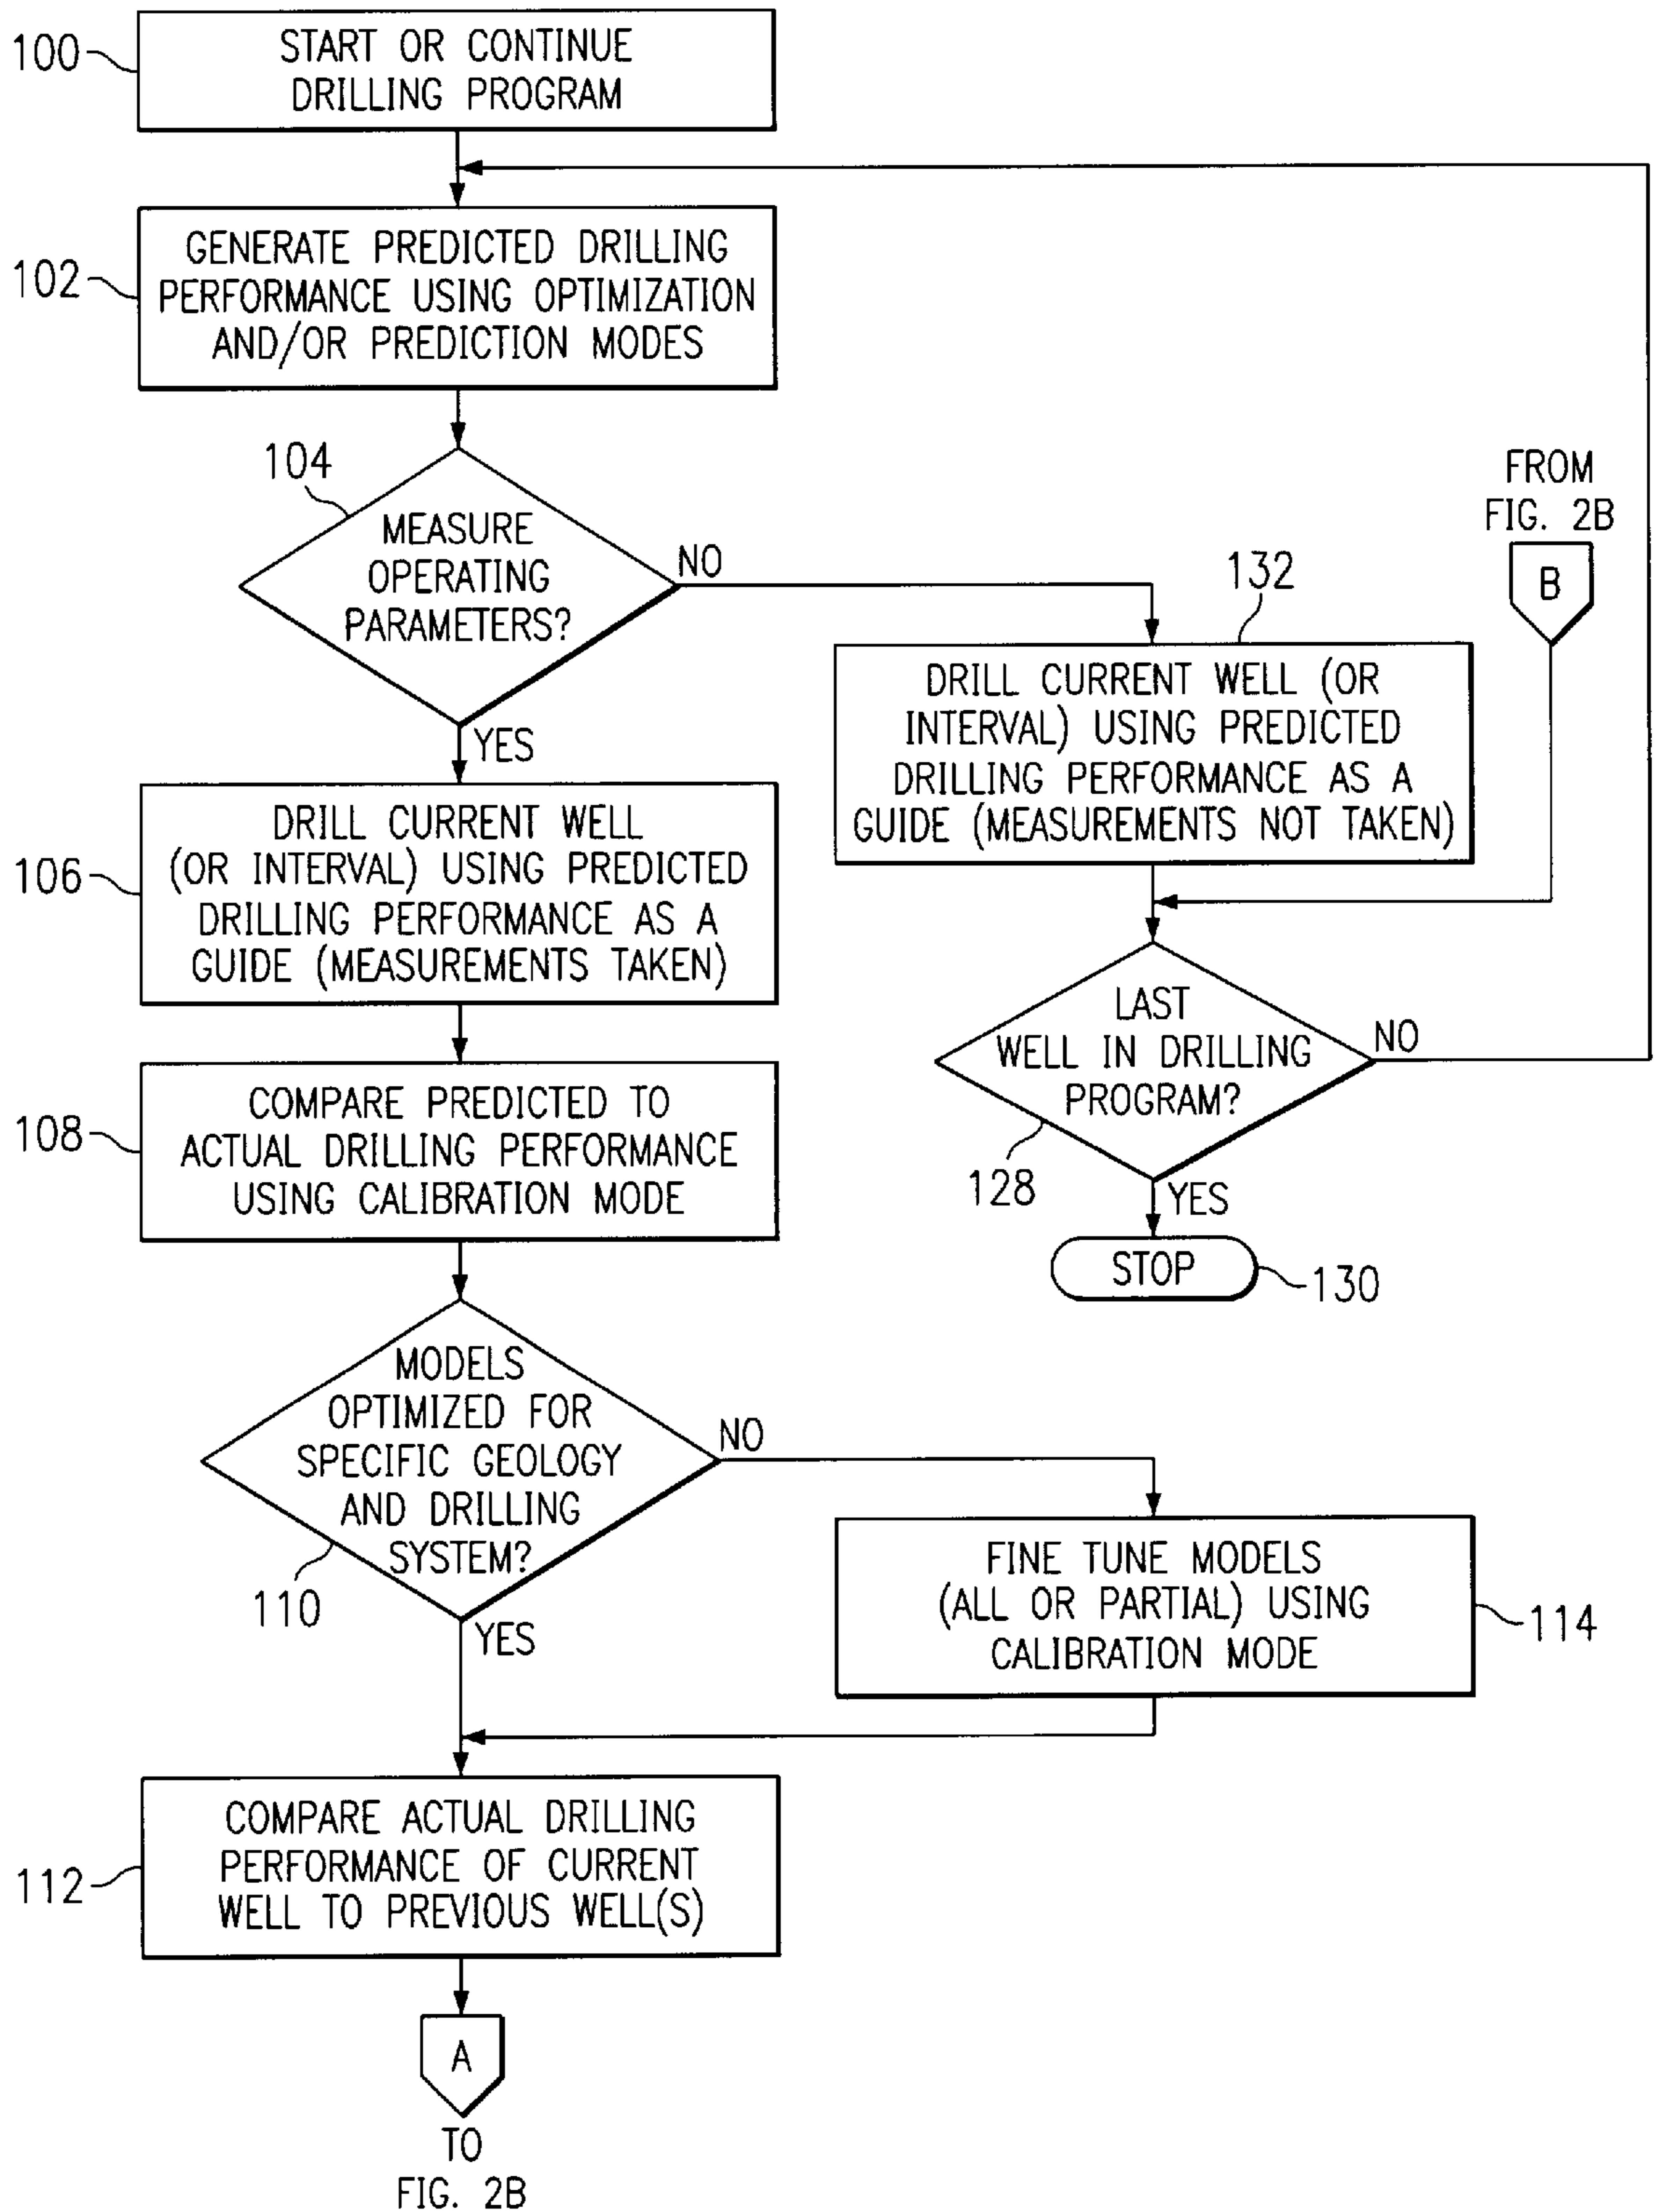 100
START OR CONTINUE
DRILLING PROGRAM
102
GENERATE PREDICTED DRILLING
PERFORMANCE USING OPTIMIZATION
AND/OR PREDICTION MODES
104
MEASURE
OPERATING
PARAMETERS?
NO
YES
FROM
FIG. 2B
B
132
DRILL CURRENT WELL (OR
INTERVAL) USING PREDICTED
DRILLING PERFORMANCE AS A
GUIDE (MEASUREMENTS NOT TAKEN)
106
DRILL CURRENT WELL
(OR INTERVAL) USING PREDICTED
DRILLING PERFORMANCE AS A
GUIDE (MEASUREMENTS TAKEN)
LAST
WELL IN DRILLING
PROGRAM?
NO
128
YES
STOP
130
108
COMPARE PREDICTED TO
ACTUAL DRILLING PERFORMANCE
USING CALIBRATION MODE
MODELS
OPTIMIZED FOR
SPECIFIC GEOLOGY
AND DRILLING
SYSTEM?
NO
110
YES
FINE TUNE MODELS
(ALL OR PARTIAL) USING
CALIBRATION MODE
114
112
COMPARE ACTUAL DRILLING
PERFORMANCE OF CURRENT
WELL TO PREVIOUS WELL(S)
A
TO
FIG. 2B